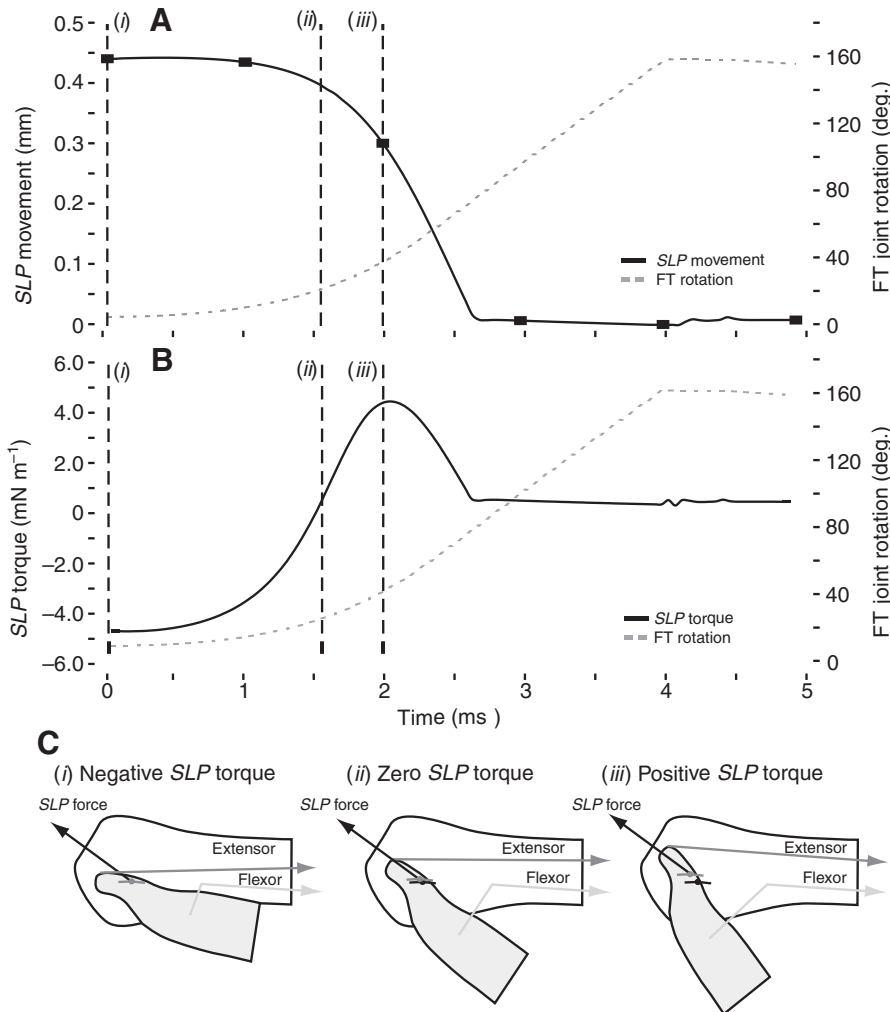 A
(i) (ii) (iii)
0.5
0.4
0.3
0.2
0.1
0
SLP movement (mm)
160
120
80
40
0
FT joint rotation (deg.)
SLP movement
FT rotation
B
(i) (ii) (iii)
6.0
4.0
2.0
0
–2.0
–4.0
–6.0
SLP torque (mN m–1)
160
120
80
40
0
FT joint rotation (deg.)
SLP torque
FT rotation
0 1 2 3 4 5
Time (ms)
C
(i) Negative SLP torque
SLP force
Extensor
Flexor
(ii) Zero SLP torque
SLP force
Extensor
Flexor
(iii) Positive SLP torque
SLP force
Extensor
Flexor